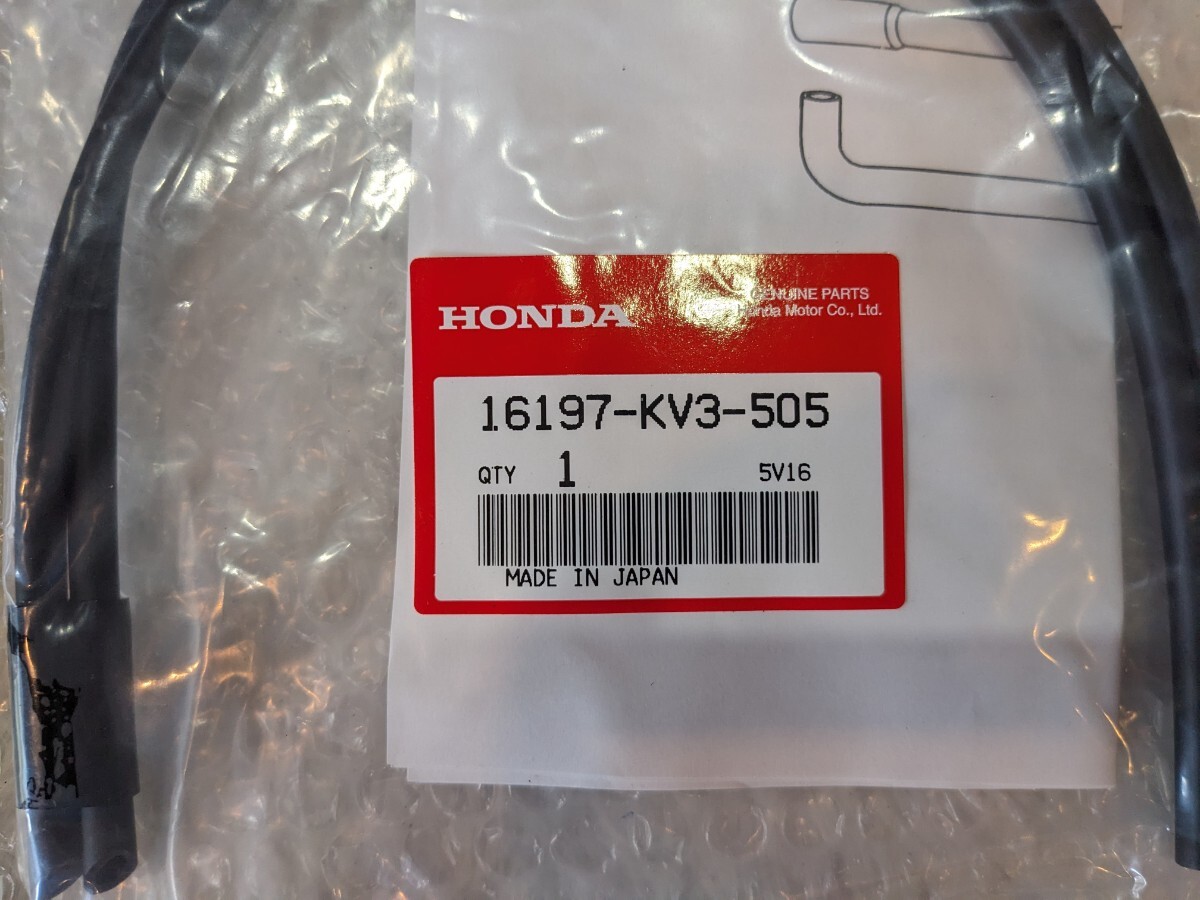 HONDA
GENUINE PARTS
Honda Motor Co., Ltd.
16197-KV3-505
QTY 1 5V16
MADE IN JAPAN